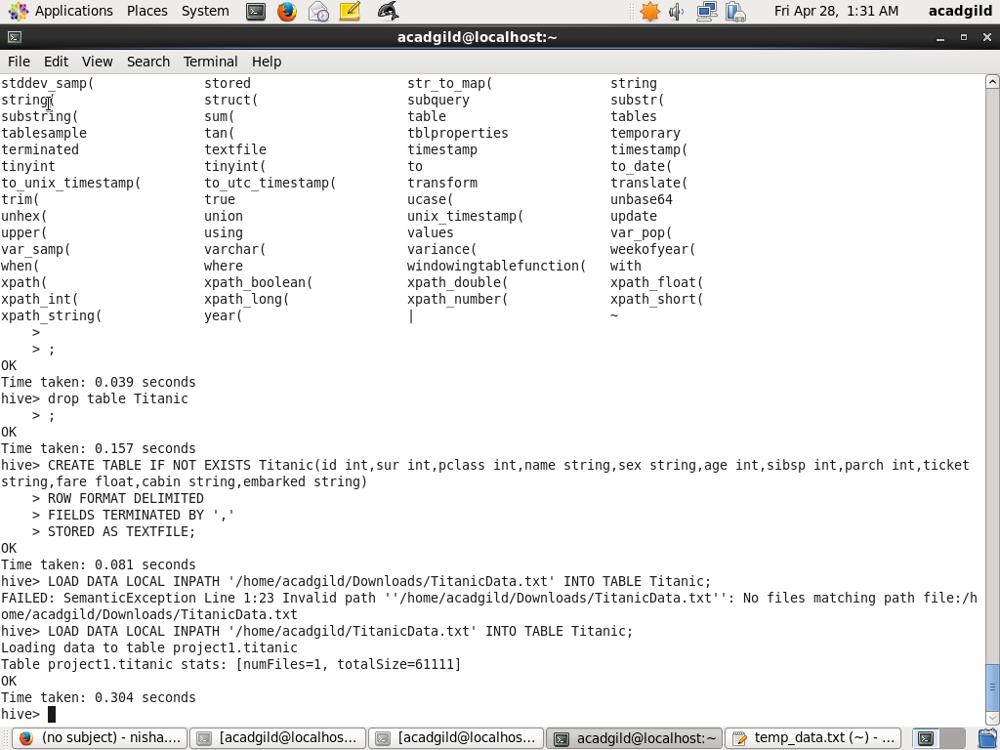 Applications Places System Fri Apr 28, 1:31 AM acadgild
acadgild@localhost:~
File Edit View Search Terminal Help
stddev_samp( stored str_to_map( string
string( struct( subquery substr(
substring( sum( table tables
tablesample tan( tblproperties temporary
terminated textfile timestamp timestamp(
tinyint tinyint( to to_date(
to_unix_timestamp( to_utc_timestamp( transform translate(
trim( true ucase( unbase64
unhex( union unix_timestamp( update
upper( using values var_pop(
var_samp( varchar( variance( weekofyear(
when( where windowingtablefunction( with
xpath( xpath_boolean( xpath_double( xpath_float(
xpath_int( xpath_long( xpath_number( xpath_short(
xpath_string( year( | ~
>
> ;
OK
Time taken: 0.039 seconds
hive> drop table Titanic
> ;
OK
Time taken: 0.157 seconds
hive> CREATE TABLE IF NOT EXISTS Titanic(id int,sur int,pclass int,name string,sex string,age int,sibsp int,parch int,ticket
string,fare float,cabin string,embarked string)
> ROW FORMAT DELIMITED
> FIELDS TERMINATED BY ','
> STORED AS TEXTFILE;
OK
Time taken: 0.081 seconds
hive> LOAD DATA LOCAL INPATH '/home/acadgild/Downloads/TitanicData.txt' INTO TABLE Titanic;
FAILED: SemanticException Line 1:23 Invalid path ''/home/acadgild/Downloads/TitanicData.txt'': No files matching path file:/h
ome/acadgild/Downloads/TitanicData.txt
hive> LOAD DATA LOCAL INPATH '/home/acadgild/TitanicData.txt' INTO TABLE Titanic;
Loading data to table project1.titanic
Table project1.titanic stats: [numFiles=1, totalSize=61111]
OK
Time taken: 0.304 seconds
hive>
(no subject) - nisha.... [acadgild@localhos... [acadgild@localhos... acadgild@localhost:~ temp_data.txt (~) - ...